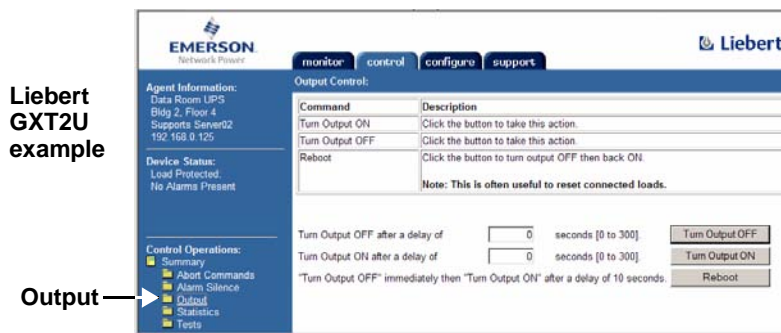 Liebert
GXT2U
example
Output
EMERSON
Network Power
monitor control configure support
Liebert
Agent Information:
Data Room UPS
Bldg 2, Floor 4
Supports Server02
192.168.0.125
Device Status:
Load Protected.
No Alarms Present
Control Operations:
Summary
Abort Commands
Alarm Silence
Output
Statistics
Tests
Output Control:
Command Description
Turn Output ON Click the button to take this action.
Turn Output OFF Click the button to take this action.
Reboot Click the button to turn output OFF then back ON.
Note: This is often useful to reset connected loads.
Turn Output OFF after a delay of 0 seconds [0 to 300]. Turn Output OFF
Turn Output ON after a delay of 0 seconds [0 to 300]. Turn Output ON
"Turn Output OFF" immediately then "Turn Output ON" after a delay of 10 seconds. Reboot